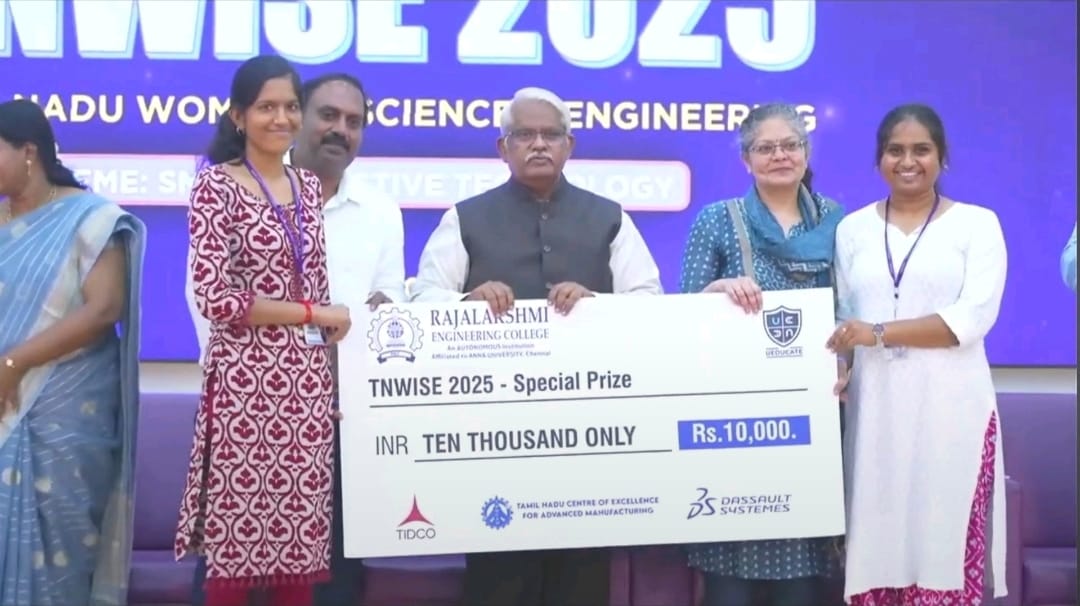 TNWISE 2025
NADU WOM SCIENCE ENGINEERING
EME: SM TIVE TECHNOLOGY
RAJALAKSHMI
ENGINEERING COLLEGE
An AUTONOMOUS Institution
Affiliated to ANNA UNIVERSITY, Chennai
UEDUCATE
TNWISE 2025 - Special Prize
INR TEN THOUSAND ONLY Rs.10,000.
TIDCO
TAMIL NADU CENTRE OF EXCELLENCE
FOR ADVANCED MANUFACTURING
3DS DASSAULT
SYSTEMES